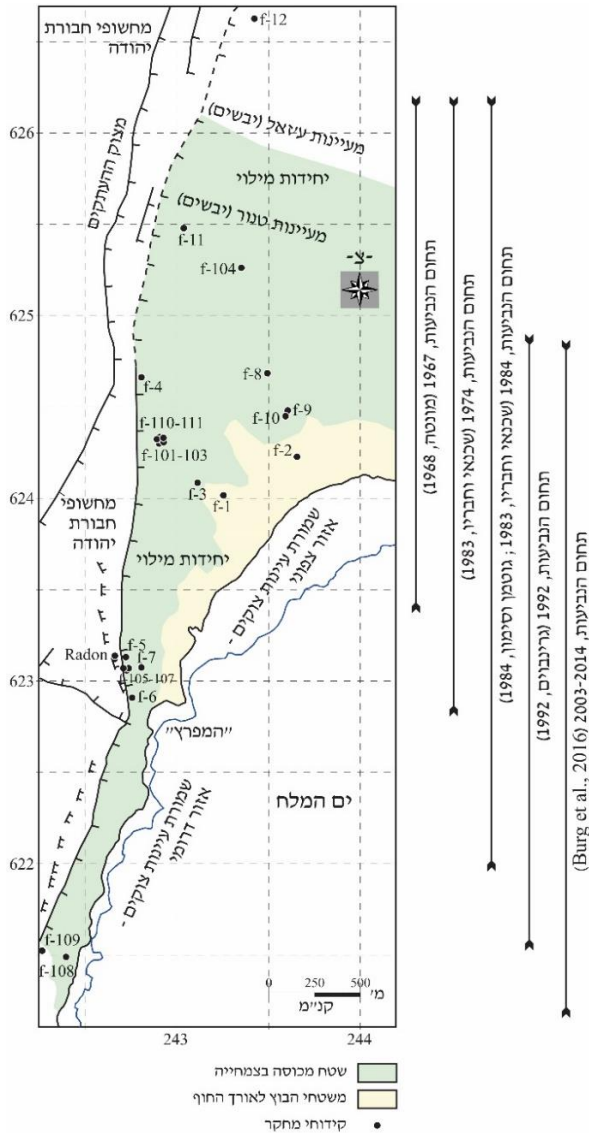 f-12
מחשופי חבורת
יהודה
מצוק ההעתקים
626
מעיינות עשאל (יבשים)
יחידות מילוי
מעיינות טנור (יבשים)
f-11
f-104
-צ-
625
f-4
f-8
f-9
f-10
f-110-111
f-101-103
f-2
f-3
f-1
624
מחשופי
חבורת
יהודה
יחידות מילוי
שמורת עיינות צוקים -
אזור צפוני
Radon
f-5
f-7
f-105-107
f-6
623
"המפרץ"
שמורת עיינות צוקים -
אזור דרומי
ים המלח
622
f-109
f-108
0 250 500 מ'
קנ"מ
243
244
תחום הנביעות, 1967 (מונטה, 1968)
תחום הנביעות, 1974 (שכנאי וחבריו, 1983)
תחום הנביעות, 1984 (שכנאי וחבריו, 1983; גוטמן וסימון, 1984)
תחום הנביעות, 1992 (גרינבוים, 1992)
תחום הנביעות, 2003-2014 (Burg et al., 2016)
שטח מכוסה בצמחייה
משטחי הבוץ לאורך החוף
קידוחי מחקר